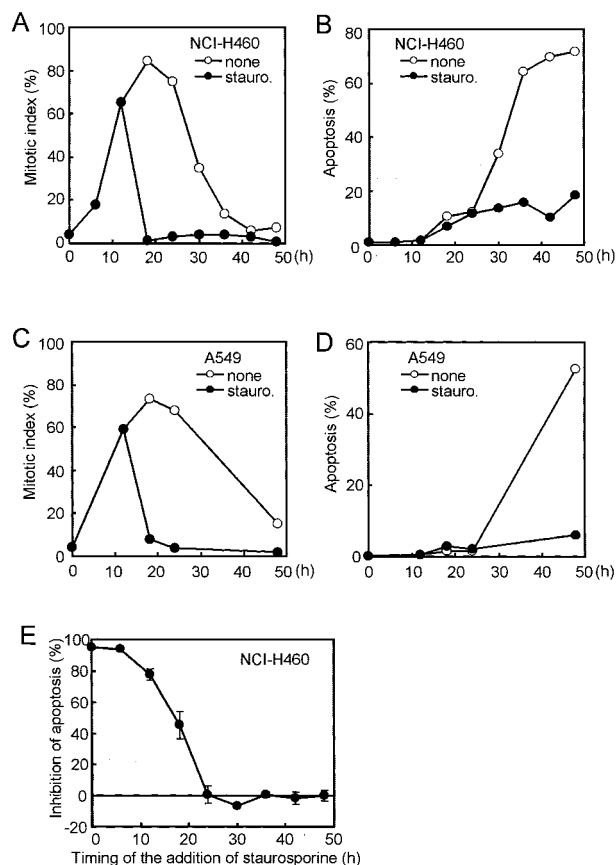 A
NCI-H460
none
stauro.
Mitotic index (%)
100
80
60
40
20
0
0 10 20 30 40 50 (h)
B
NCI-H460
none
stauro.
Apoptosis (%)
80
60
40
20
0
0 10 20 30 40 50 (h)
C
A549
none
stauro.
Mitotic index (%)
100
80
60
40
20
0
0 10 20 30 40 50 (h)
D
A549
none
stauro.
Apoptosis (%)
60
40
20
0
0 10 20 30 40 50 (h)
E
NCI-H460
Inhibition of apoptosis (%)
100
80
60
40
20
0
-20
0 10 20 30 40 50
Timing of the addition of staurosporine (h)